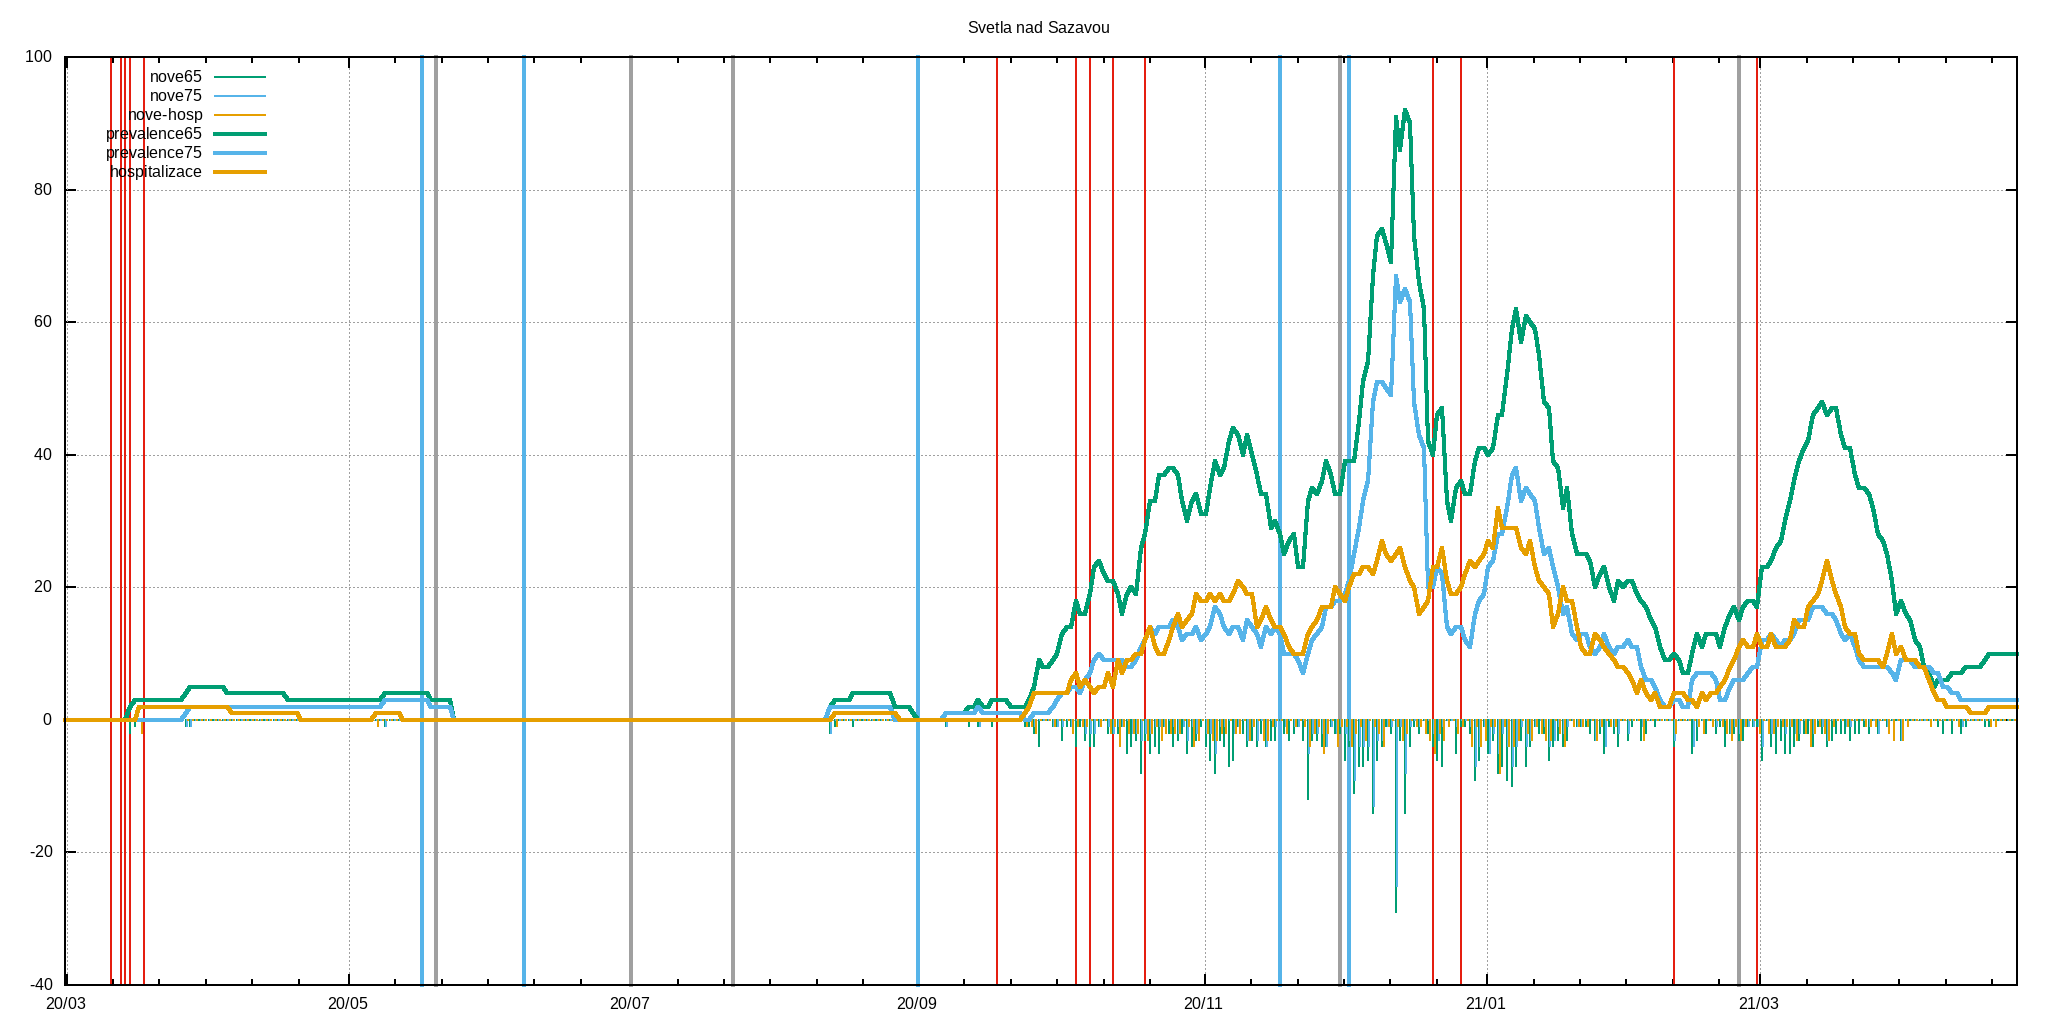 Svetla nad Sazavou
100
80
60
40
20
0
-20
-40
nove65
nove75
nove-hosp
prevalence65
prevalence75
hospitalizace
20/03 20/05 20/07 20/09 20/11 21/01 21/03